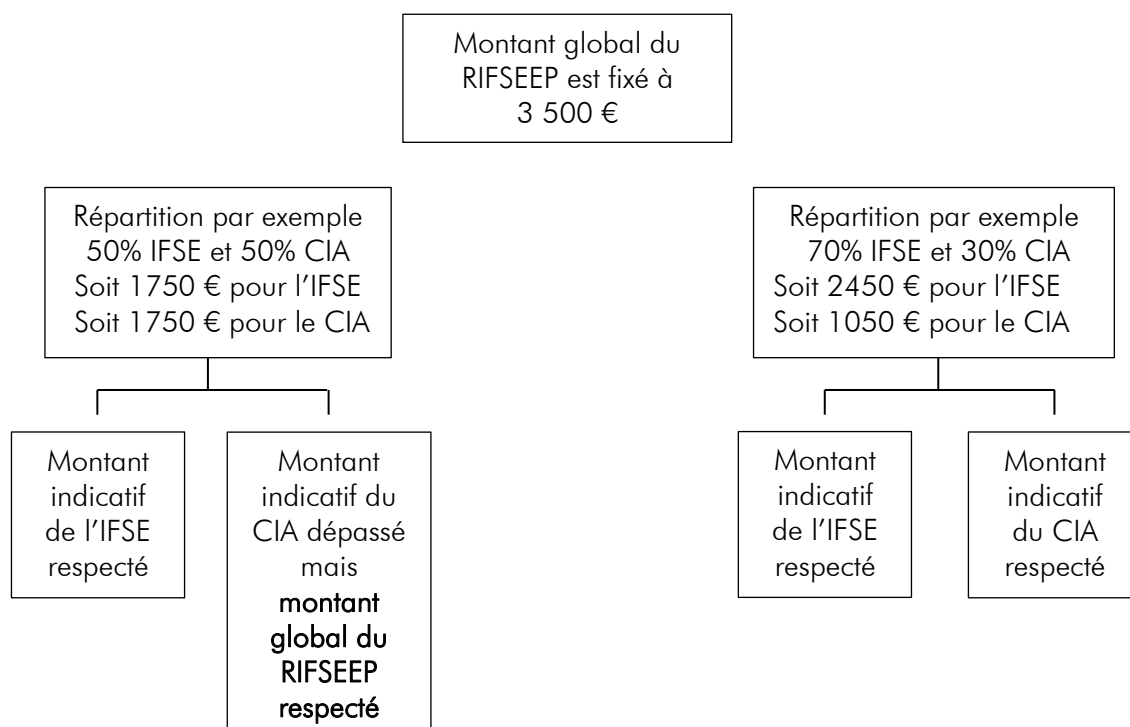 Montant global du
RIFSEEP est fixé à
3 500 €
Répartition par exemple
50% IFSE et 50% CIA
Soit 1750 € pour l'IFSE
Soit 1750 € pour le CIA
Répartition par exemple
70% IFSE et 30% CIA
Soit 2450 € pour l'IFSE
Soit 1050 € pour le CIA
Montant
indicatif
de l'IFSE
respecté
Montant
indicatif du
CIA dépassé
mais
montant
global du
RIFSEEP
respecté
Montant
indicatif
de l'IFSE
respecté
Montant
indicatif
du CIA
respecté